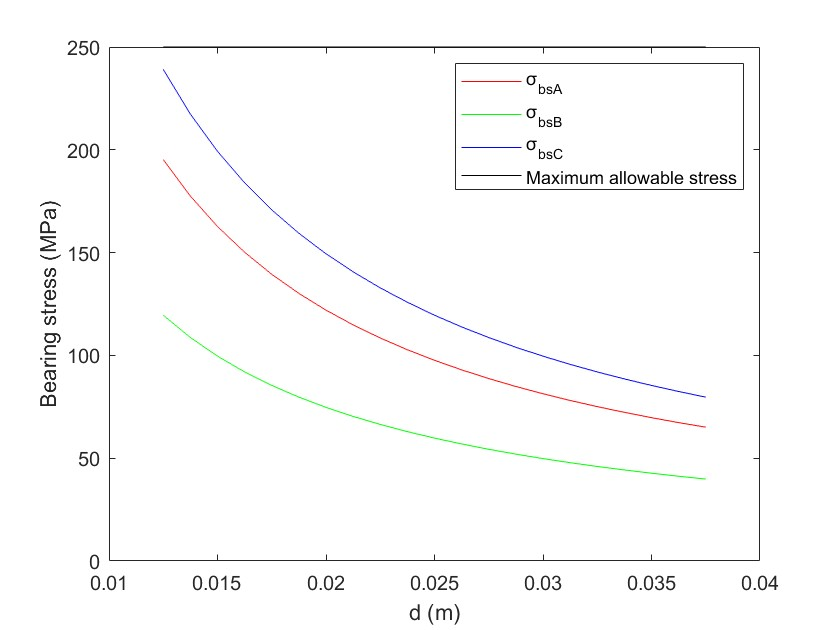 250
200
150
100
50
0
Bearing stress (MPa)
σbsA
σbsB
σbsC
Maximum allowable stress
0.01 0.015 0.02 0.025 0.03 0.035 0.04
d (m)